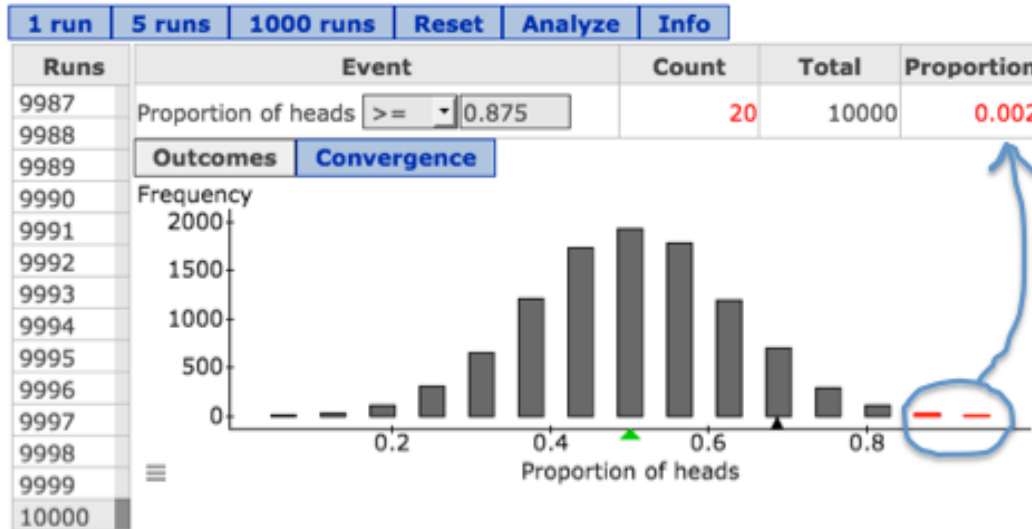 1 run 5 runs 1000 runs Reset Analyze Info
Runs Event Count Total Proportion
9987
Proportion of heads >= 0.875 20 10000 0.002
9988
Outcomes Convergence
9989
Frequency
9990
2000
9991
9992
1500
9993
1000
9994
9995
500
9996
0
9997
0.2 0.4 0.6 0.8
9998
Proportion of heads
9999
10000